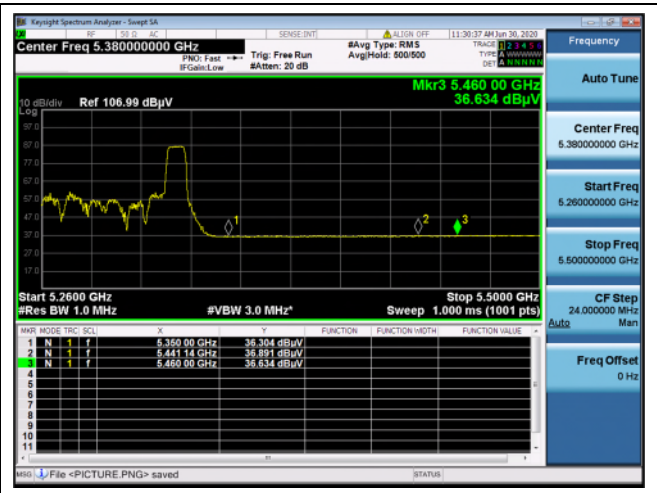 Keysight Spectrum Analyzer - Swept SA
RF 50 Ω AC SENSE:INT ALIGN OFF 11:30:37 AM Jun 30, 2020
Center Freq 5.380000000 GHz #Avg Type: RMS TRACE 1 2 3 4 5 6
PNO: Fast Trig: Free Run Avg|Hold: 500/500 TYPE A WWWWW
IFGain:Low #Atten: 20 dB DET A N N N N N
Frequency
Auto Tune
Mkr3 5.460 00 GHz
10 dB/div Ref 106.99 dBµV 36.634 dBµV
Log
97.0
87.0
77.0
67.0
57.0
47.0
37.0
27.0
17.0
1
2
3
Center Freq
5.380000000 GHz
Start Freq
5.260000000 GHz
Stop Freq
5.500000000 GHz
Start 5.2600 GHz Stop 5.5000 GHz
#Res BW 1.0 MHz #VBW 3.0 MHz* Sweep 1.000 ms (1001 pts)
CF Step
24.000000 MHz
Auto Man
Freq Offset
0 Hz
MKR MODE TRC SCL X Y FUNCTION FUNCTION WIDTH FUNCTION VALUE
1 N 1 f 5.350 00 GHz 36.304 dBµV
2 N 1 f 5.441 14 GHz 36.891 dBµV
3 N 1 f 5.460 00 GHz 36.634 dBµV
4
5
6
7
8
9
10
11
MSG File <PICTURE.PNG> saved STATUS